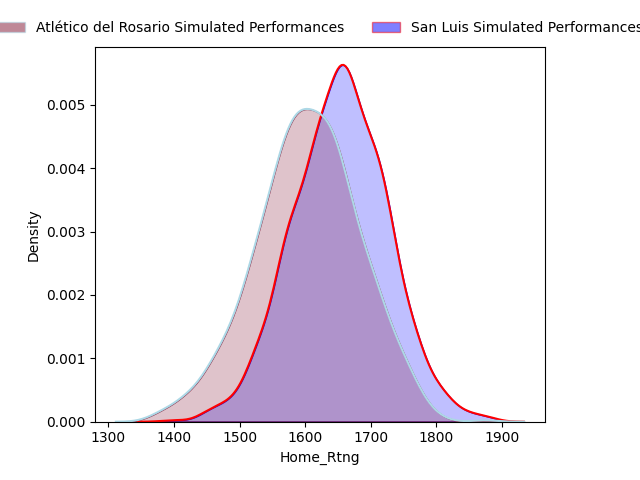 Atlético del Rosario Simulated Performances
San Luis Simulated Performances
0.005
0.004
0.003
0.002
0.001
0.000
Density
1300 1400 1500 1600 1700 1800 1900
Home_Rtng